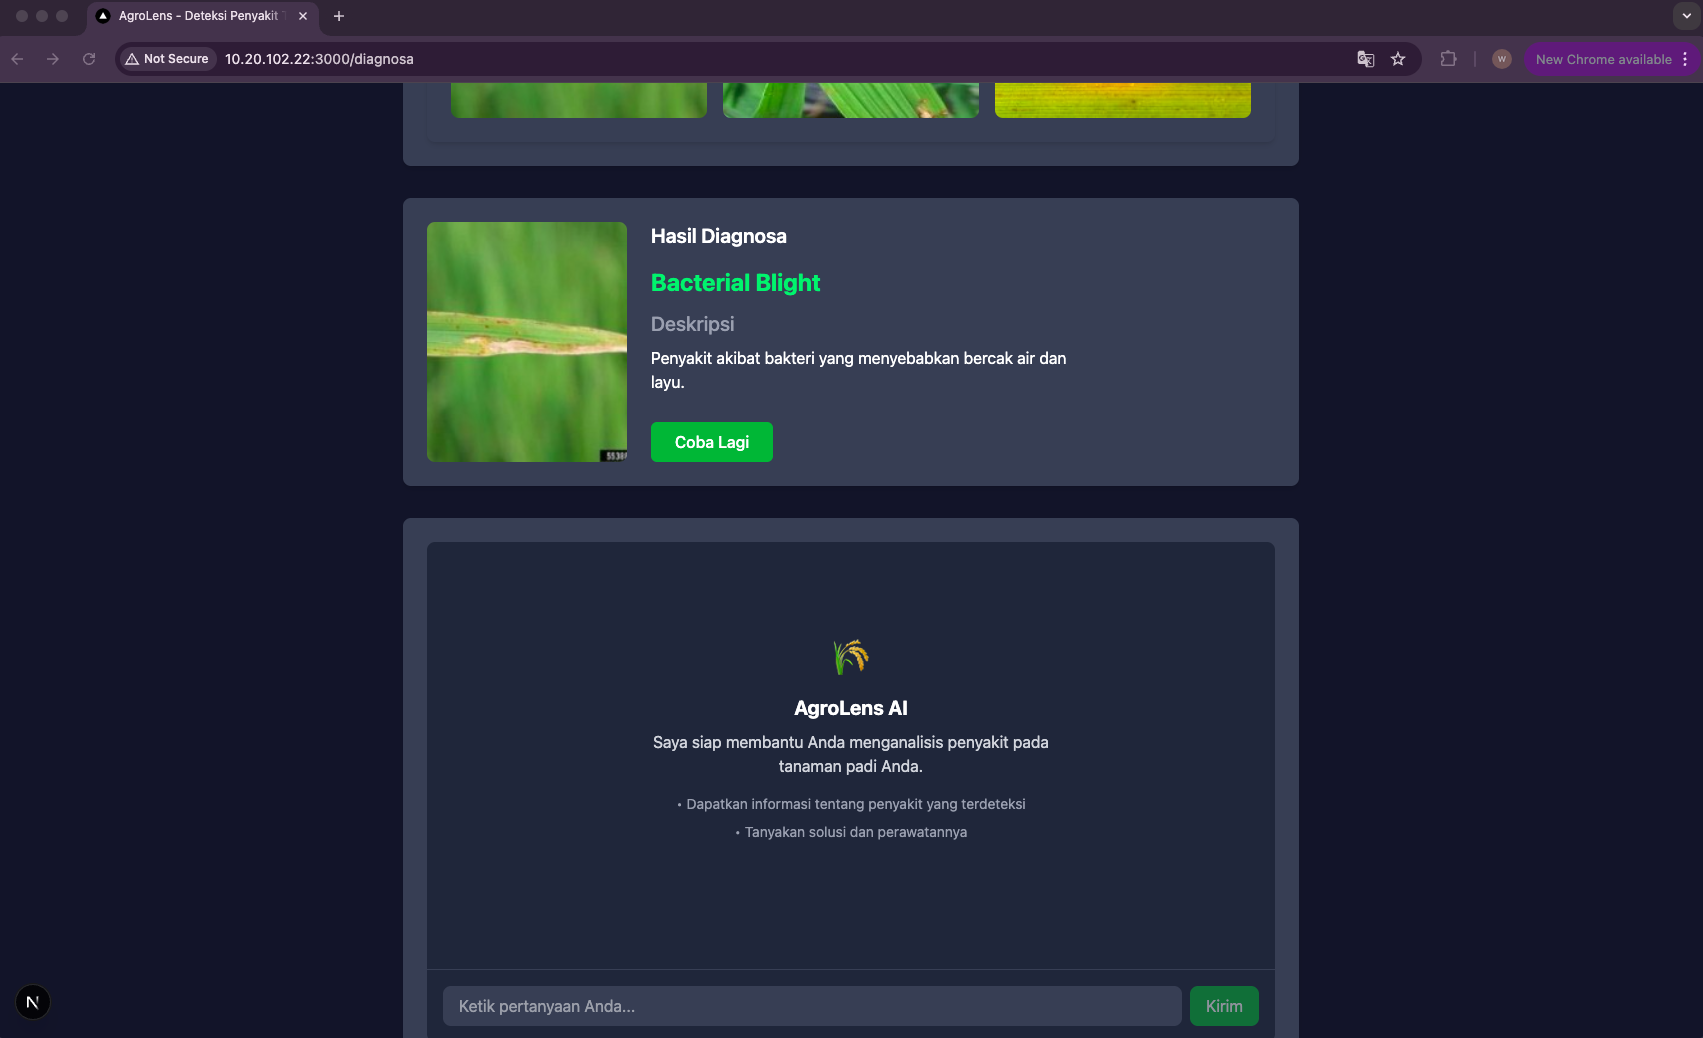 AgroLens - Deteksi Penyakit
Not Secure
10.20.102.22:3000/diagnosa
W
New Chrome available
Hasil Diagnosa
Bacterial Blight
Deskripsi
Penyakit akibat bakteri yang menyebabkan bercak air dan
layu.
Coba Lagi
AgroLens AI
Saya siap membantu Anda menganalisis penyakit pada
tanaman padi Anda.
• Dapatkan informasi tentang penyakit yang terdeteksi
• Tanyakan solusi dan perawatannya
N
Ketik pertanyaan Anda...
Kirim